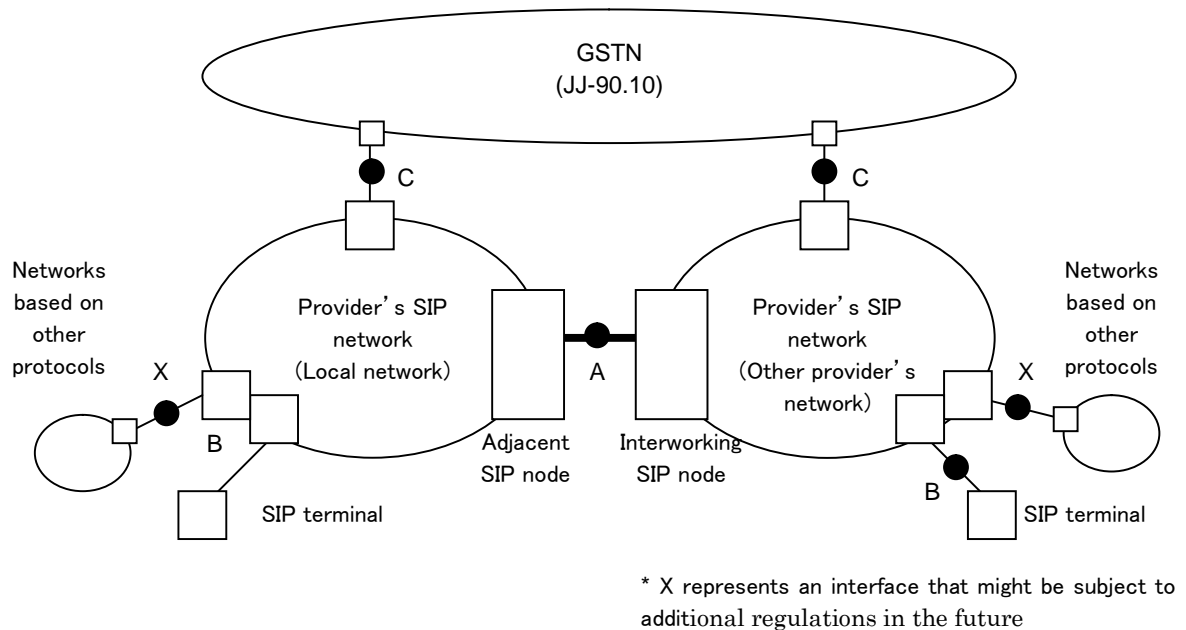 GSTN
(JJ-90.10)
C
C
Networks
based on
other
protocols
Provider's SIP
network
(Local network)
A
Provider's SIP
network
(Other provider's
network)
Networks
based on
other
protocols
X
X
B
B
Adjacent
SIP node
Interworking
SIP node
SIP terminal
SIP terminal
* X represents an interface that might be subject to
additional regulations in the future